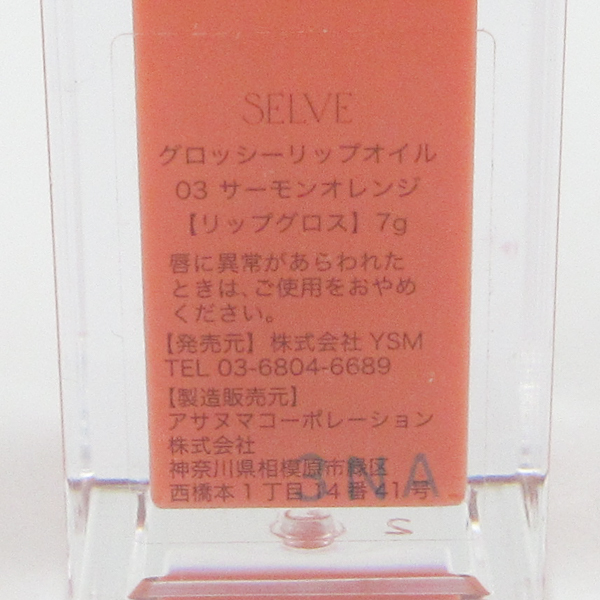 SELVE
グロッシーリップオイル
03 サーモンオレンジ
【リップグロス】7g
唇に異常があらわれた
ときは、ご使用をおやめ
ください。
【発売元】株式会社 YSM
TEL 03-6804-6689
【製造販売元】
アサヌマコーポレーション
株式会社
神奈川県相模原市緑区
西橋本1丁目14番41号
3NA
2